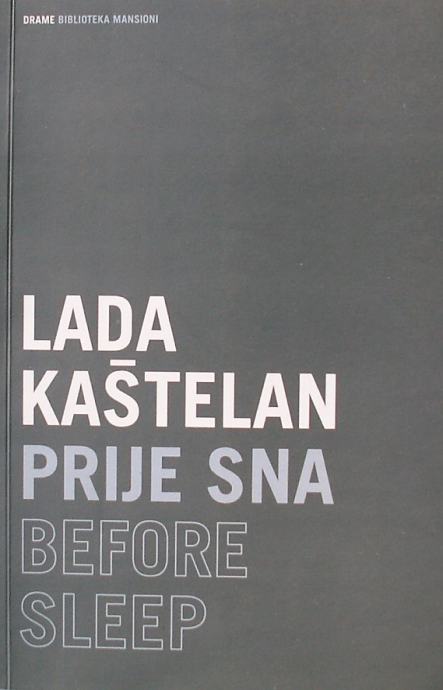 DRAME BIBLIOTEKA MANSIONI
LADA
KAŠTELAN
PRIJE SNA
BEFORE
SLEEP